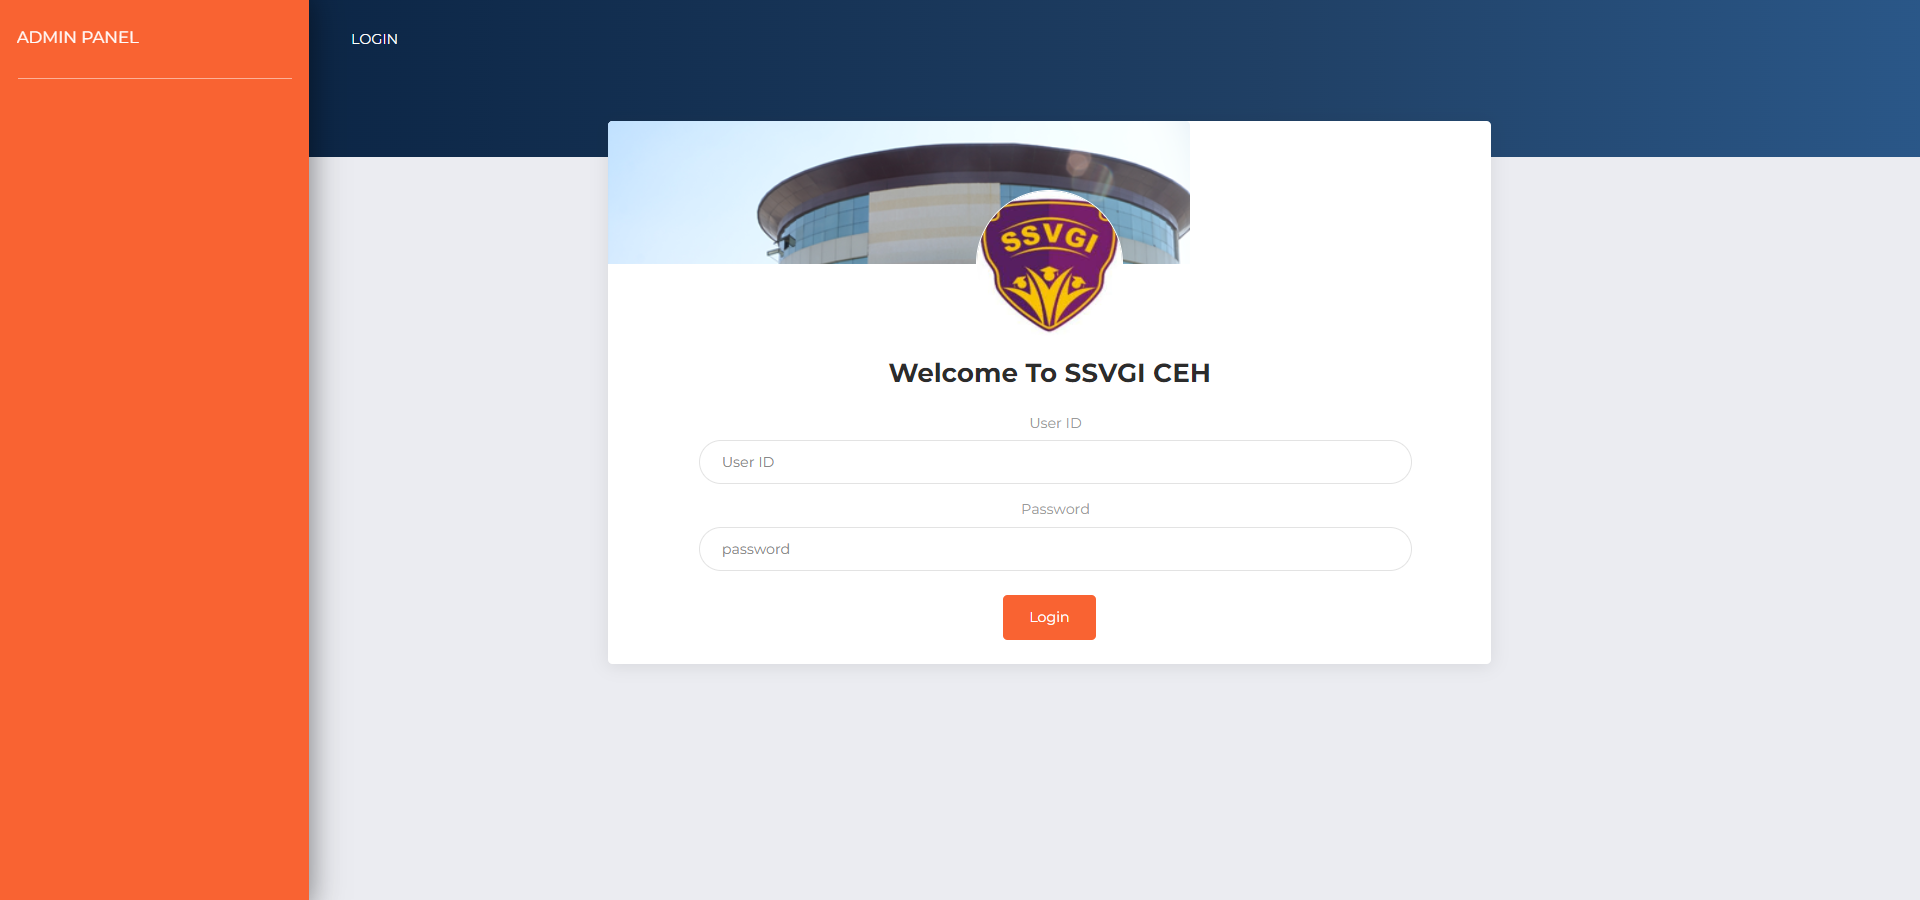 ADMIN PANEL
LOGIN
SSVGI
Welcome To SSVGI CEH
User ID
User ID
Password
password
Login